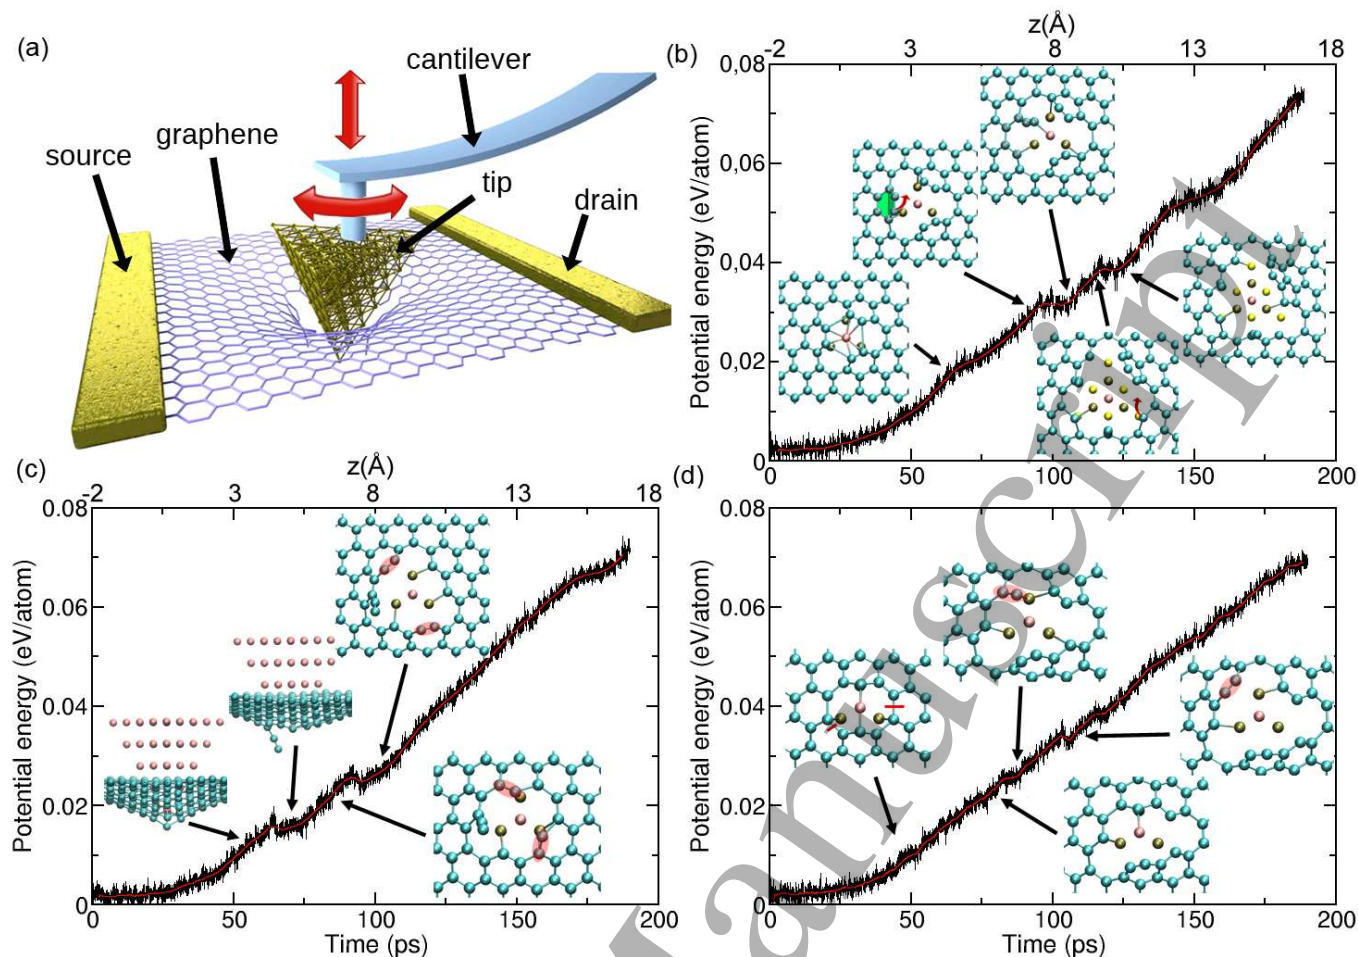 (a)
cantilever
graphene
source
tip
drain
(b)
z(Å)
-2 3 8 13 18
0,08
0,06
0,04
0,02
0
Potential energy (eV/atom)
0 50 100 150 200
(c)
z(Å)
-2 3 8 13 18
0.08
0.06
0.04
0.02
0
Potential energy (eV/atom)
0 50 100 150 200
Time (ps)
(d)
0.08
0.06
0.04
0.02
0
Potential energy (eV/atom)
0 50 100 150 200
Time (ps)
Manuscript